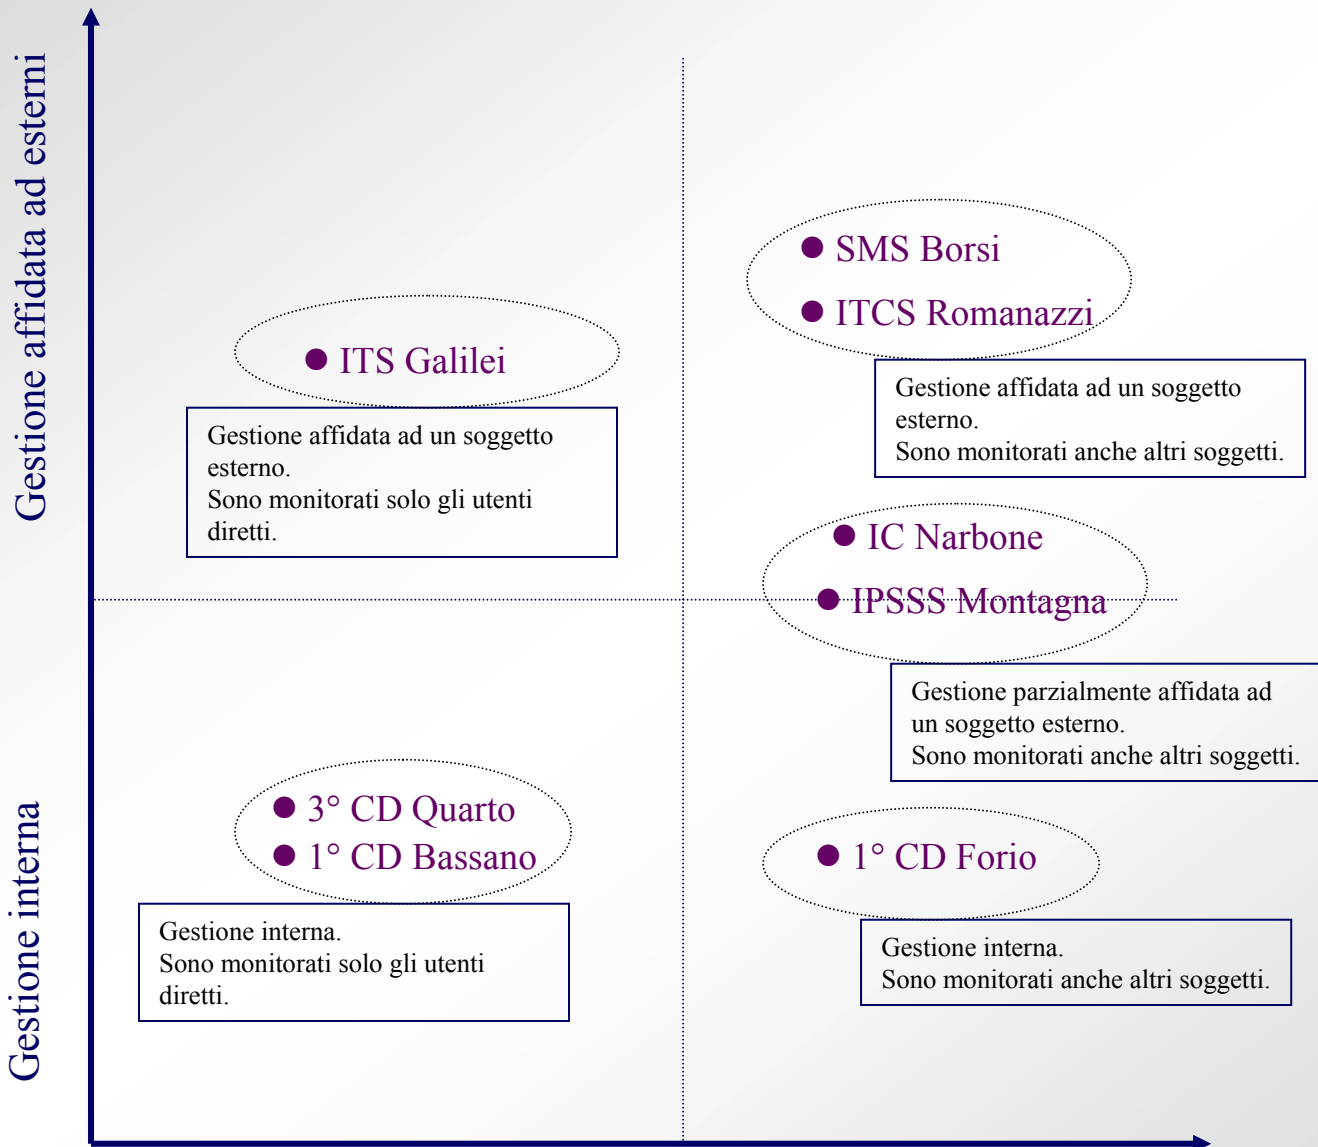 Gestione affidata ad esterni
Gestione interna
● SMS Borsi
● ITCS Romanazzi
Gestione affidata ad un soggetto
esterno.
Sono monitorati anche altri soggetti.
● ITS Galilei
Gestione affidata ad un soggetto
esterno.
Sono monitorati solo gli utenti
diretti.
● IC Narbone
● IPSSS Montagna
Gestione parzialmente affidata ad
un soggetto esterno.
Sono monitorati anche altri soggetti.
● 3° CD Quarto
● 1° CD Bassano
Gestione interna.
Sono monitorati solo gli utenti
diretti.
● 1° CD Forio
Gestione interna.
Sono monitorati anche altri soggetti.